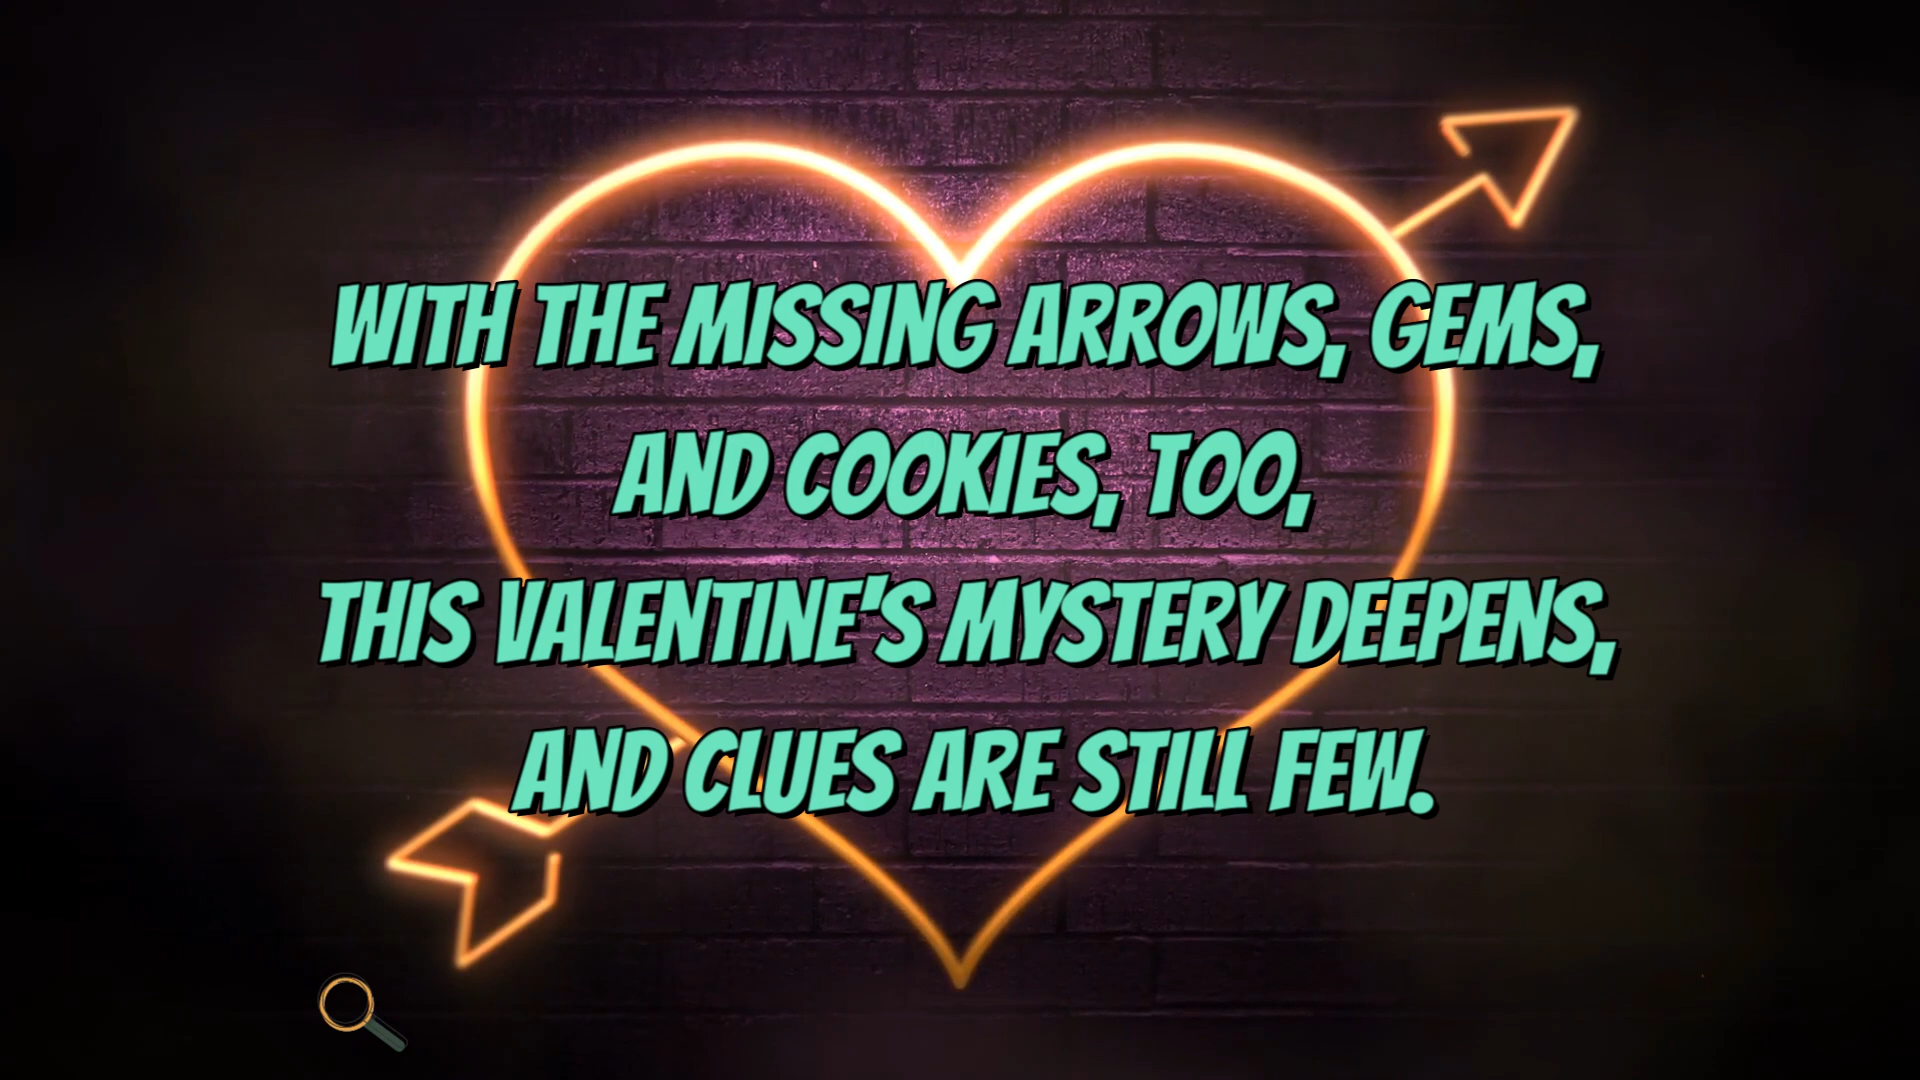 WITH THE MISSING ARROWS, GEMS,
AND COOKIES, TOO,
THIS VALENTINE'S MYSTERY DEEPENS,
AND CLUES ARE STILL FEW.